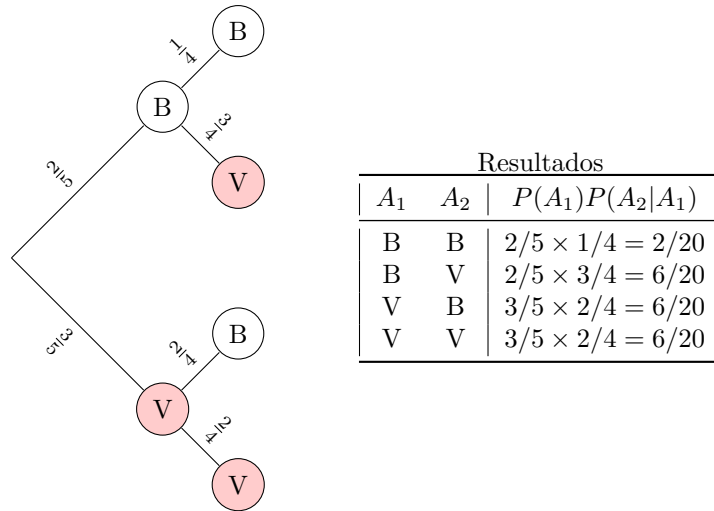 B
1/4
B
3/4
2/5
V
Resultados
A₁ A₂ P(A₁)P(A₂|A₁)
B B 2/5 × 1/4 = 2/20
B V 2/5 × 3/4 = 6/20
V B 3/5 × 2/4 = 6/20
V V 3/5 × 2/4 = 6/20
3/5
B
2/4
V
2/4
V